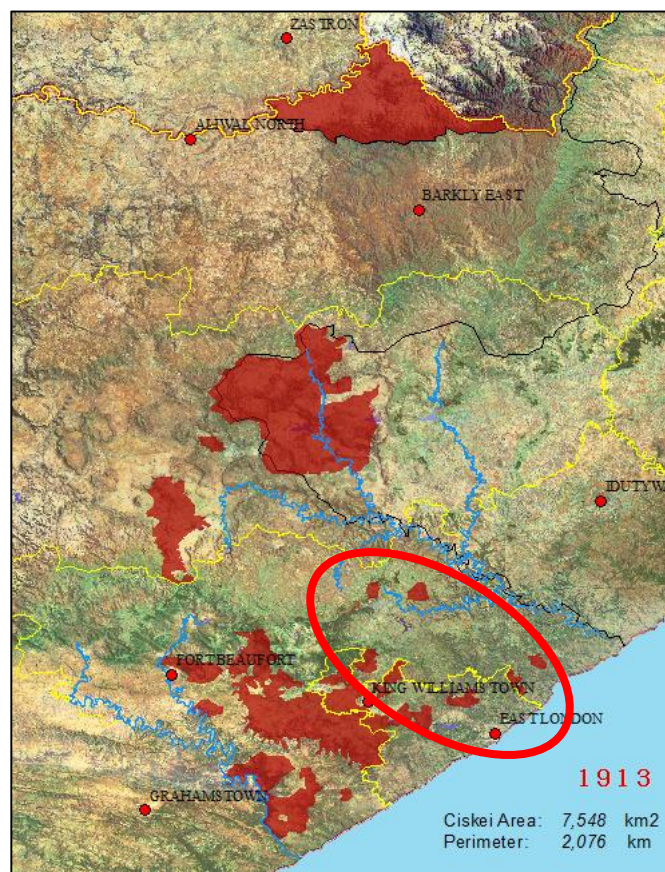 ZASTRON
ALIWAL NORTH
BARKLY EAST
IDUTYW
FORT BEAUFORT
KING WILLIAMS TOWN
EAST LONDON
1913
GRAHAMSTOWN
Ciskei Area: 7,548 km2
Perimeter: 2,076 km